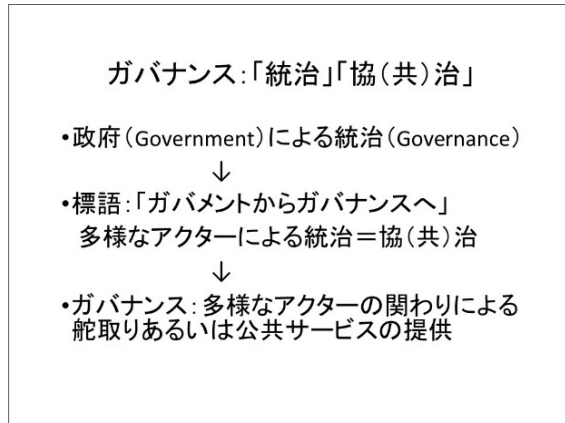 ガバナンス:「統治」「協(共)治」
•政府(Government)による統治(Governance)
↓
•標語:「ガバメントからガバナンスへ」
多様なアクターによる統治=協(共)治
↓
•ガバナンス:多様なアクターの関わりによる
舵取りあるいは公共サービスの提供